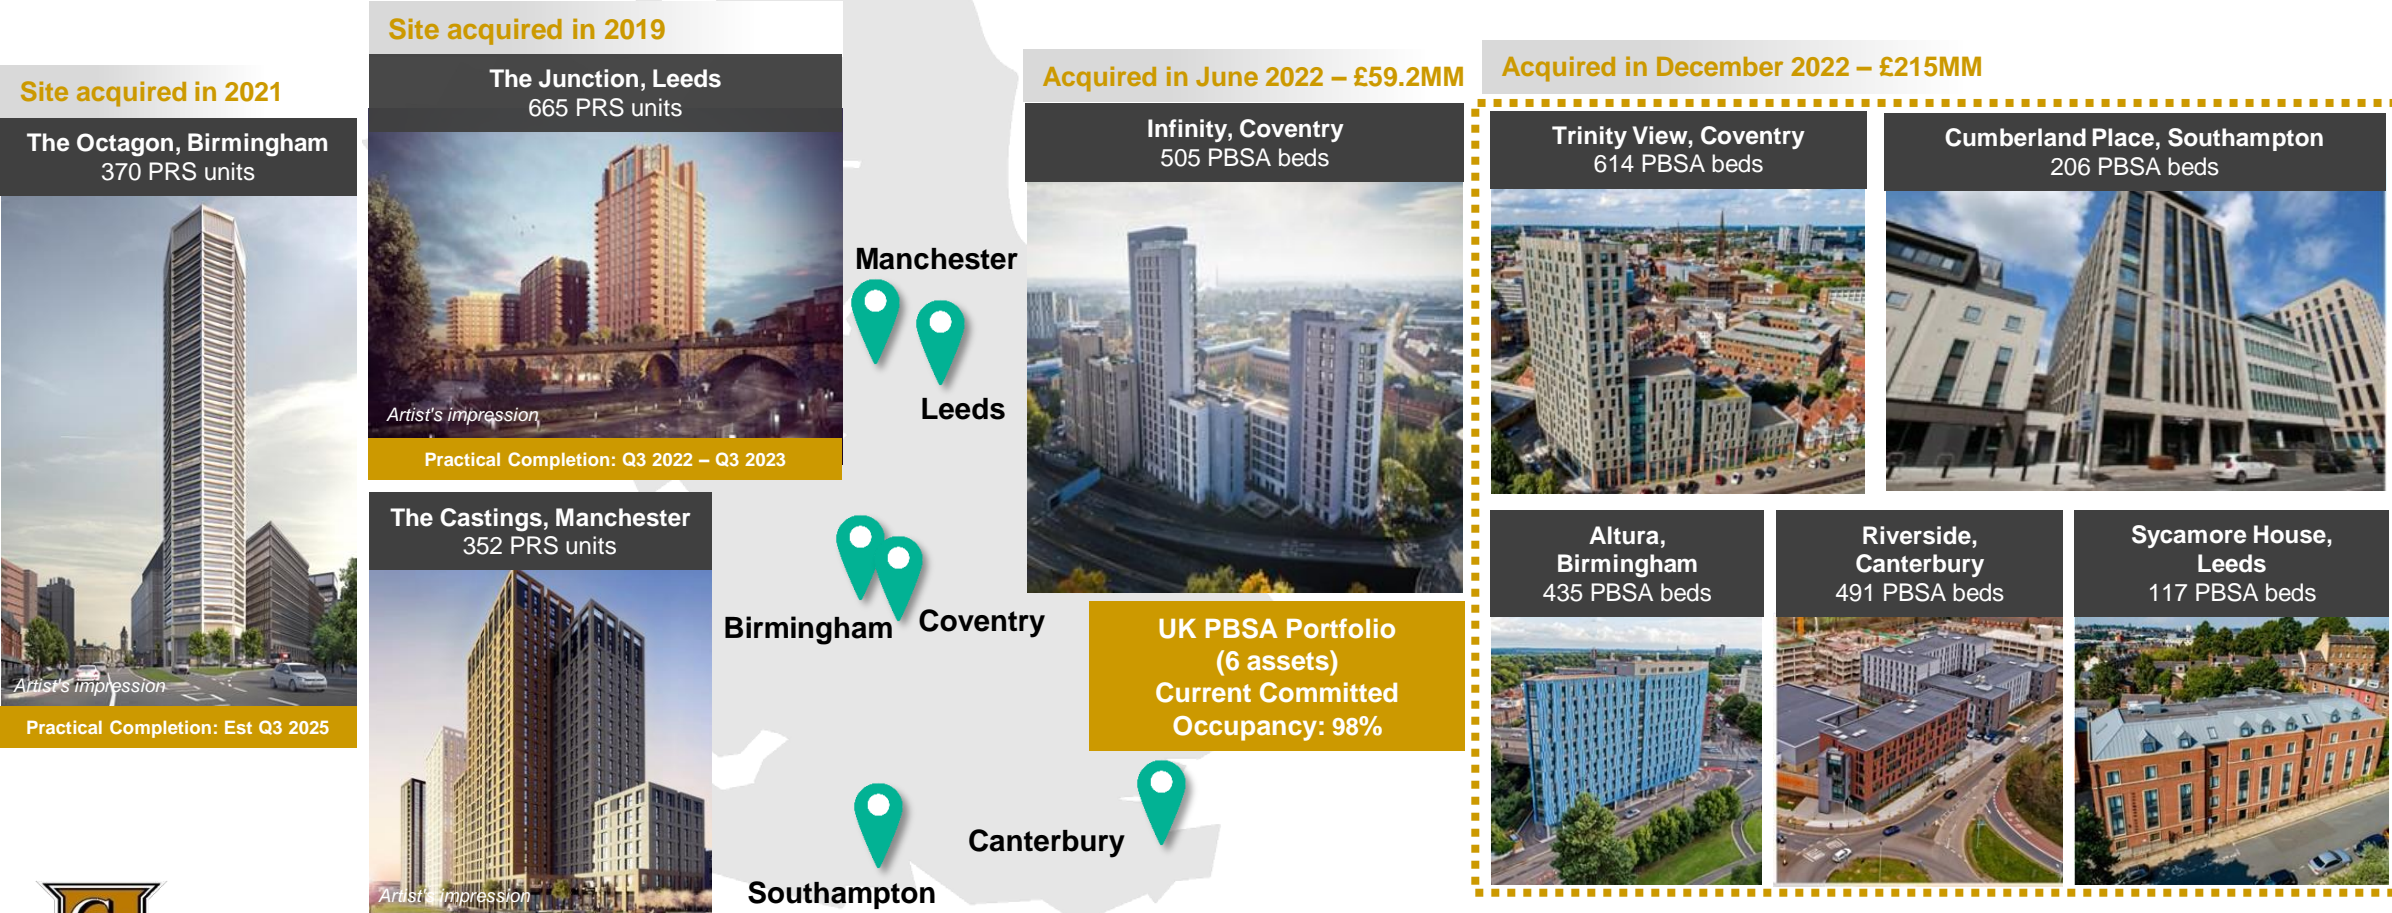 Site acquired in 2021
The Octagon, Birmingham
370 PRS units
Artist's impression
Practical Completion: Est Q3 2025
Site acquired in 2019
The Junction, Leeds
665 PRS units
Artist's impression
Practical Completion: Q3 2022 – Q3 2023
The Castings, Manchester
352 PRS units
Artist's impression
Manchester
Leeds
Birmingham
Coventry
Canterbury
Southampton
Acquired in June 2022 – £59.2MM
Infinity, Coventry
505 PBSA beds
UK PBSA Portfolio
(6 assets)
Current Committed
Occupancy: 98%
Acquired in December 2022 – £215MM
Trinity View, Coventry
614 PBSA beds
Cumberland Place, Southampton
206 PBSA beds
Altura,
Birmingham
435 PBSA beds
Riverside,
Canterbury
491 PBSA beds
Sycamore House,
Leeds
117 PBSA beds